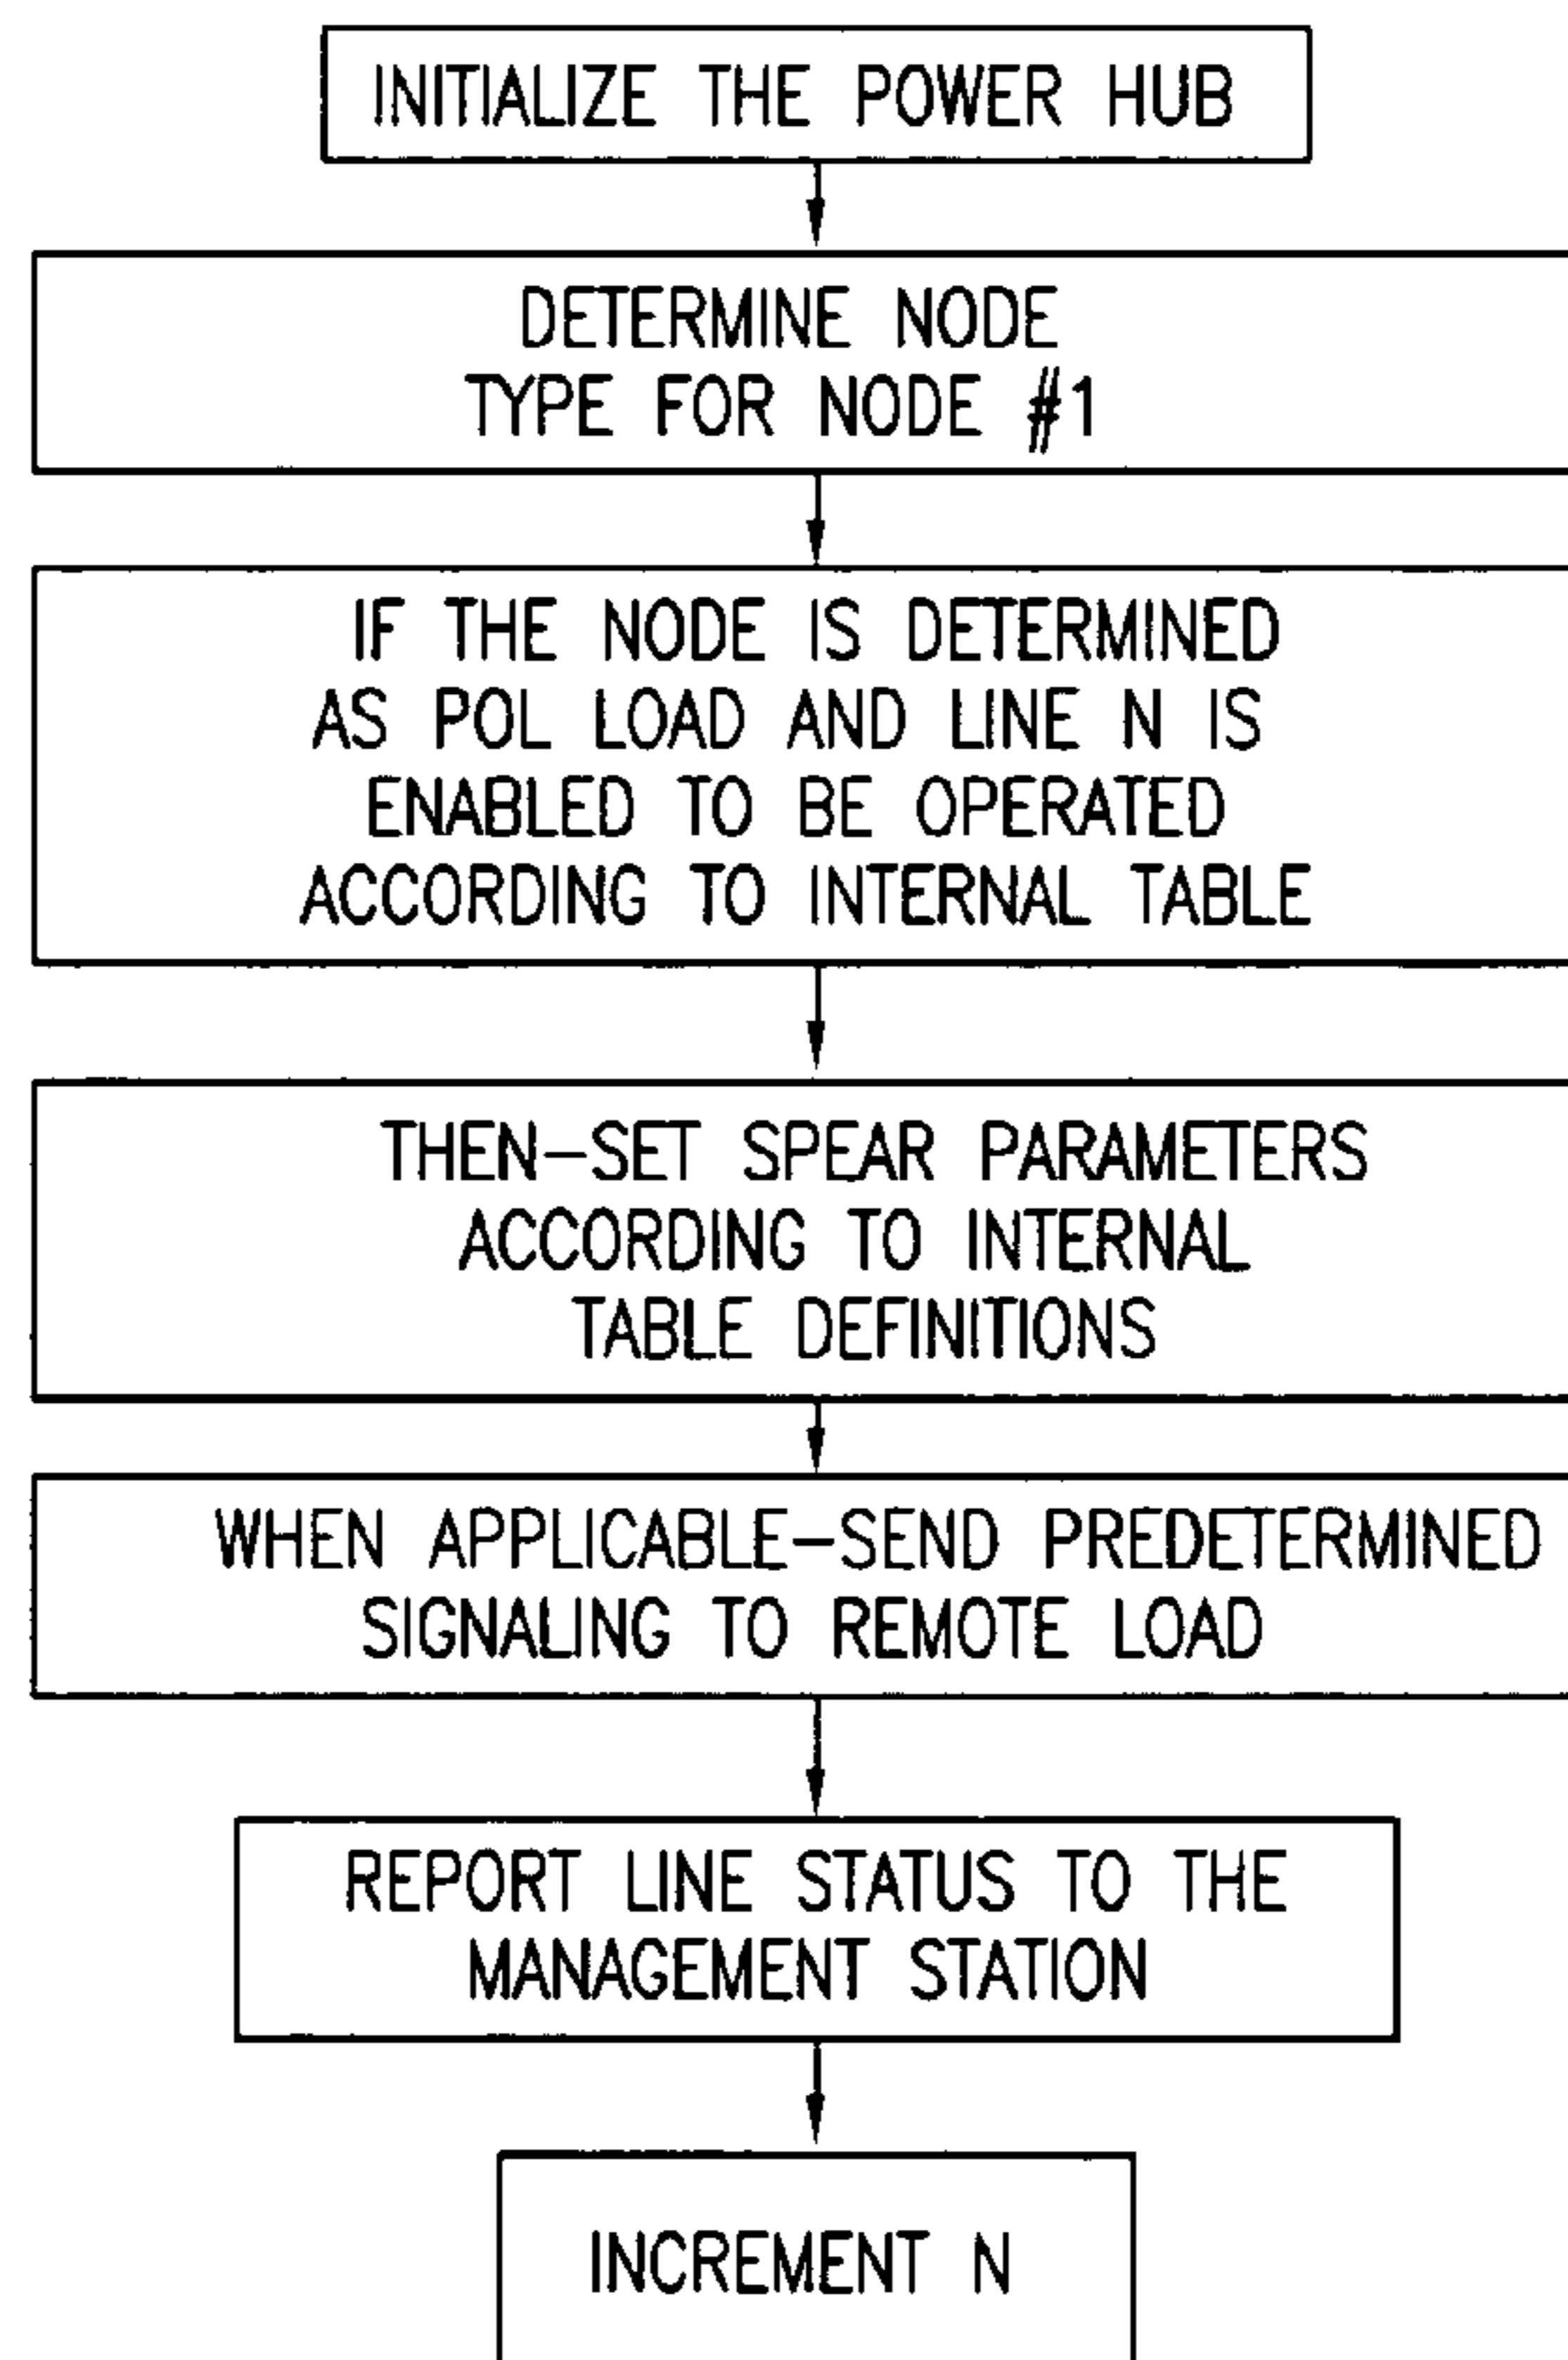 INITIALIZE THE POWER HUB
DETERMINE NODE
TYPE FOR NODE #1
IF THE NODE IS DETERMINED
AS POL LOAD AND LINE N IS
ENABLED TO BE OPERATED
ACCORDING TO INTERNAL TABLE
THEN-SET SPEAR PARAMETERS
ACCORDING TO INTERNAL
TABLE DEFINITIONS
WHEN APPLICABLE-SEND PREDETERMINED
SIGNALING TO REMOTE LOAD
REPORT LINE STATUS TO THE
MANAGEMENT STATION
INCREMENT N